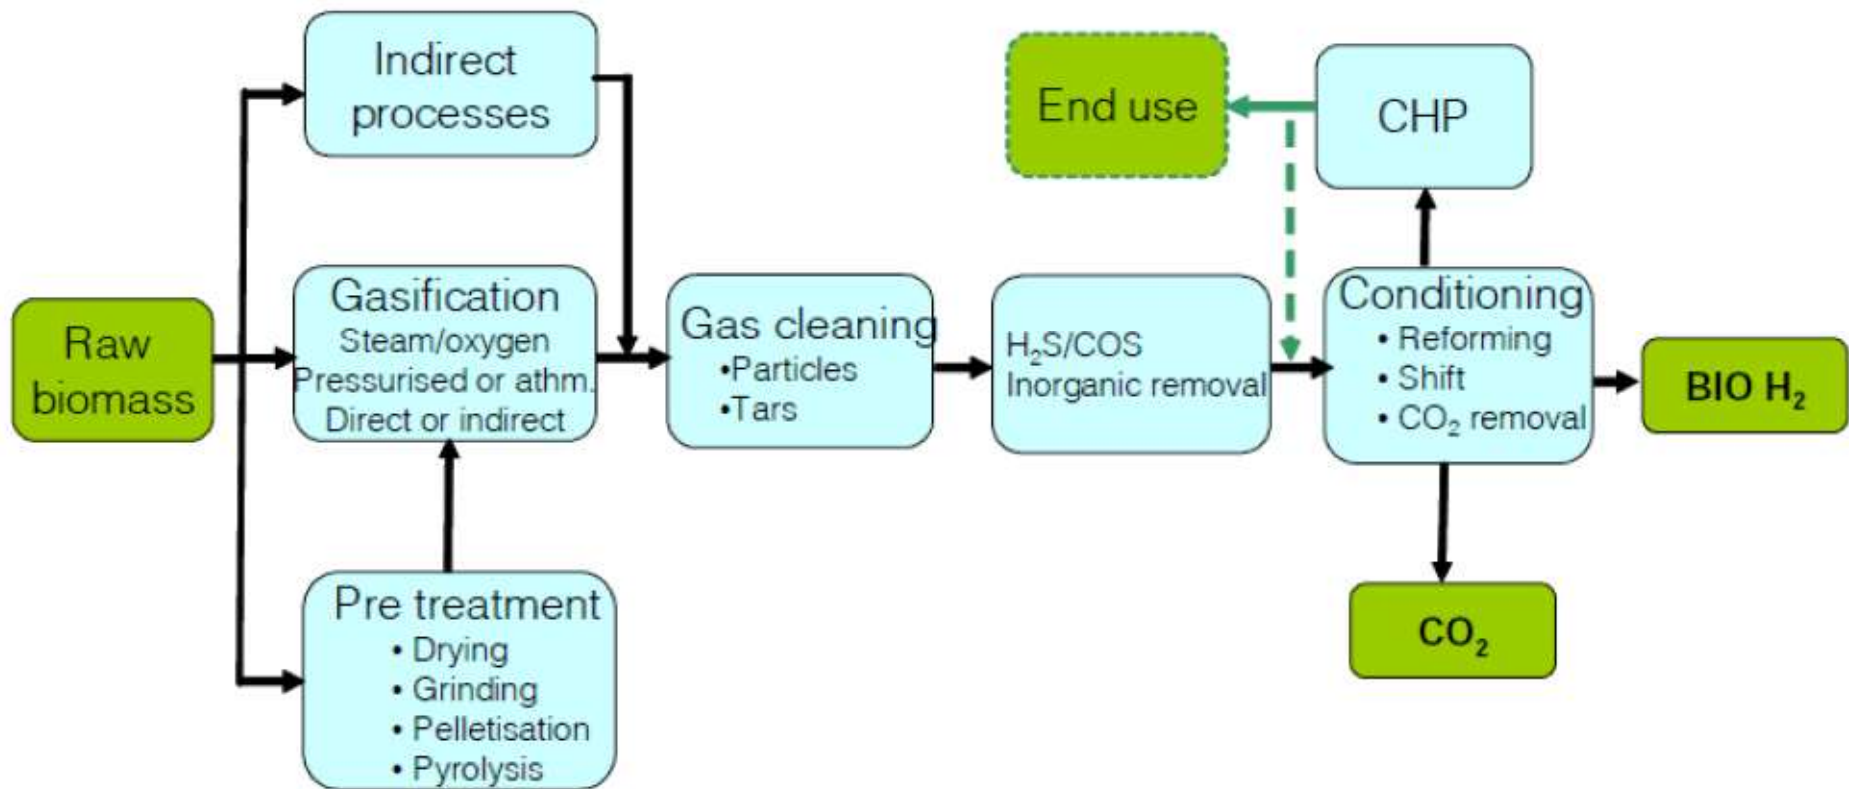 Indirect
processes
End use
CHP
Raw
biomass
Gasification
Steam/oxygen
Pressurised or athm.
Direct or indirect
Gas cleaning
•Particles
•Tars
H₂S/COS
Inorganic removal
Conditioning
• Reforming
• Shift
• CO₂ removal
BIO H₂
Pre treatment
• Drying
• Grinding
• Pelletisation
• Pyrolysis
CO₂